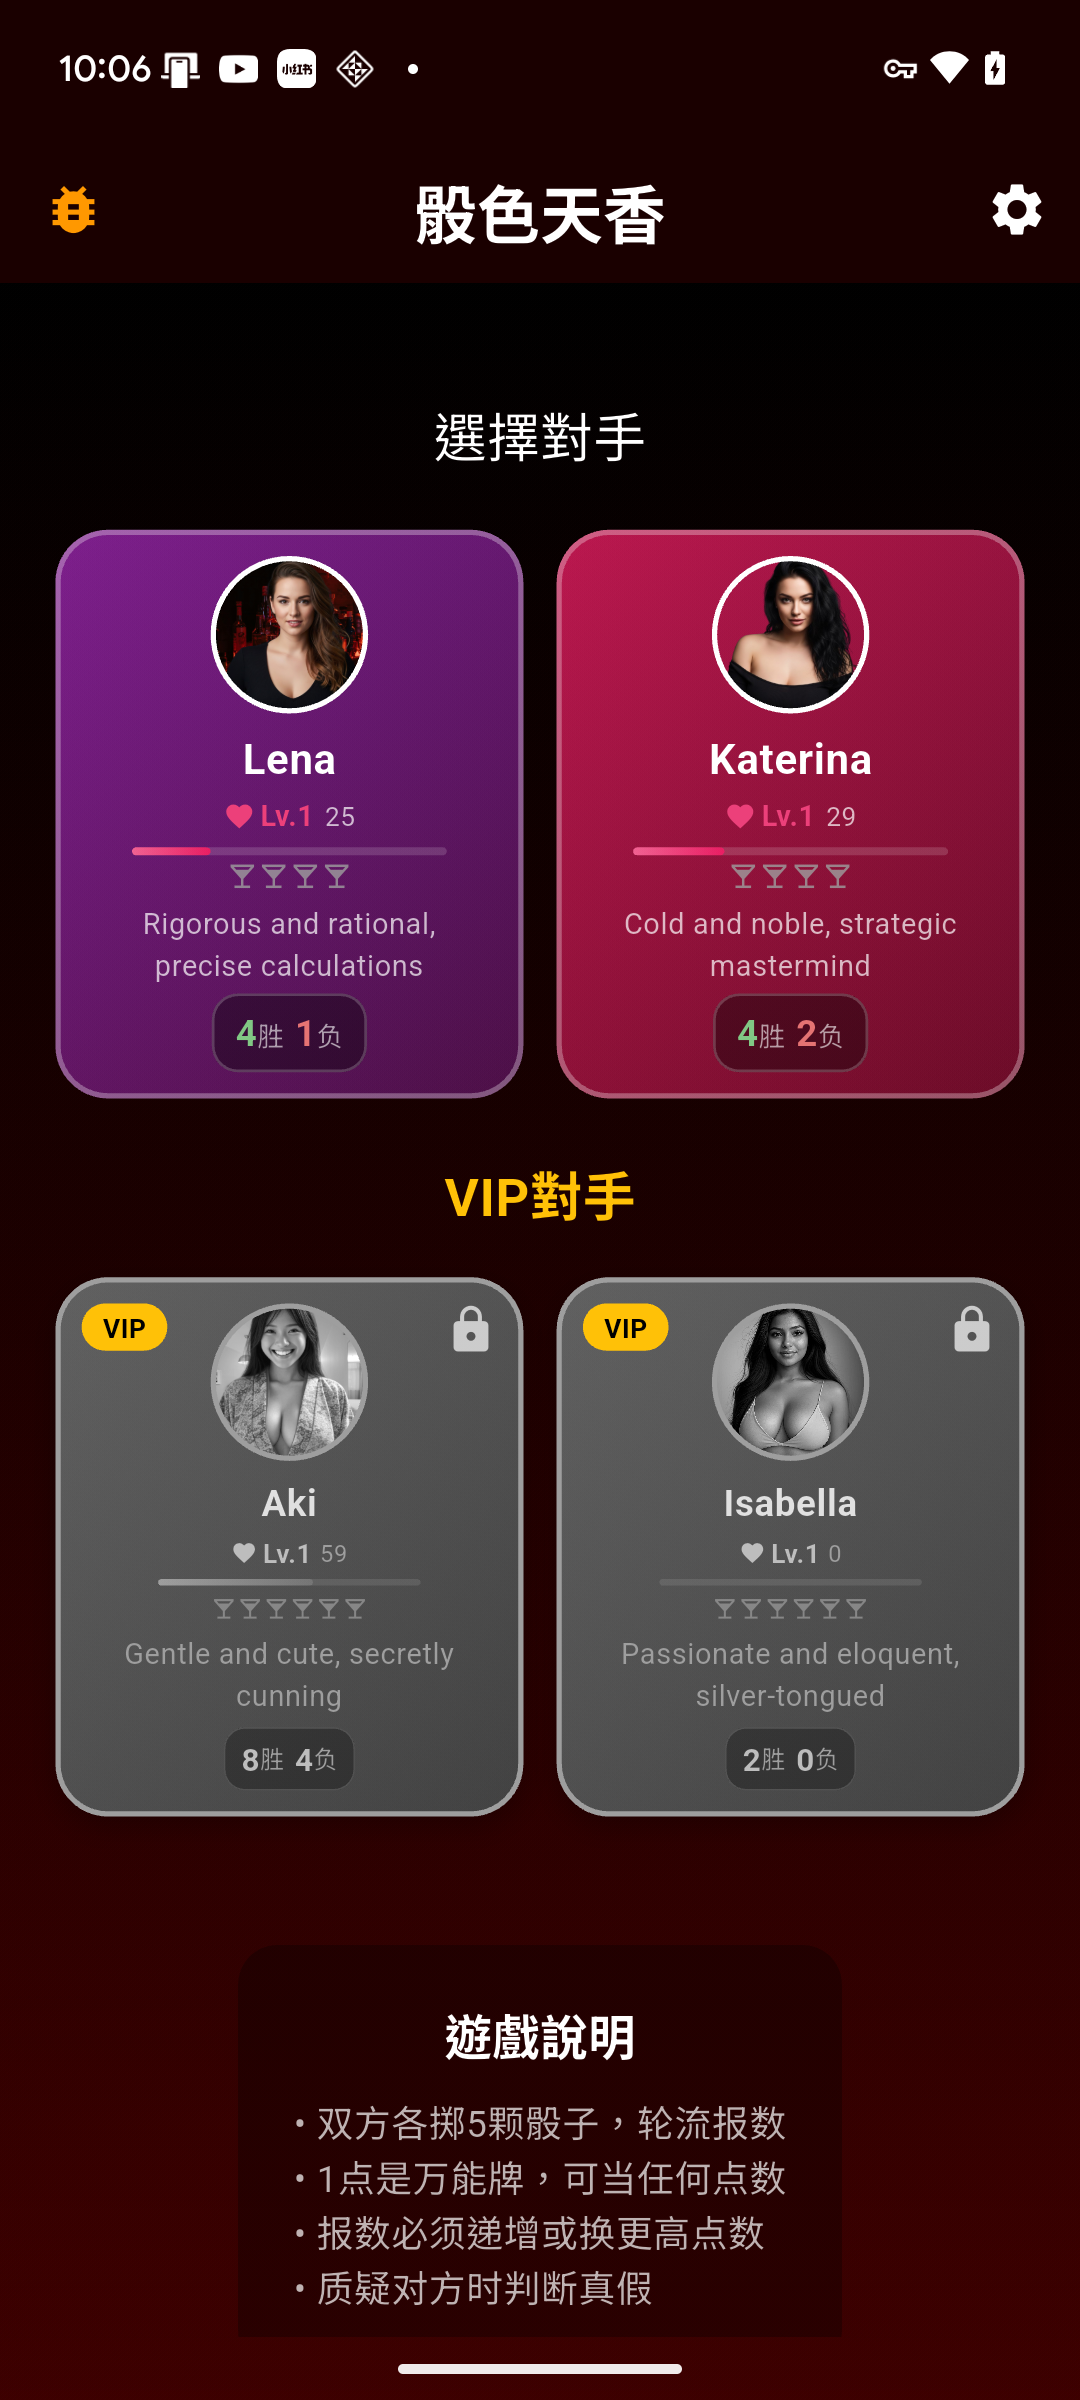 10:06
小红书
骰色天香
選擇對手
Lena
Lv.1 25
Rigorous and rational,
precise calculations
4胜 1负
Katerina
Lv.1 29
Cold and noble, strategic
mastermind
4胜 2负
VIP對手
VIP
Aki
Lv.1 59
Gentle and cute, secretly
cunning
8胜 4负
VIP
Isabella
Lv.1 0
Passionate and eloquent,
silver-tongued
2胜 0负
遊戲說明
• 双方各掷5颗骰子，轮流报数
• 1点是万能牌，可当任何点数
• 报数必须递增或换更高点数
• 质疑对方时判断真假